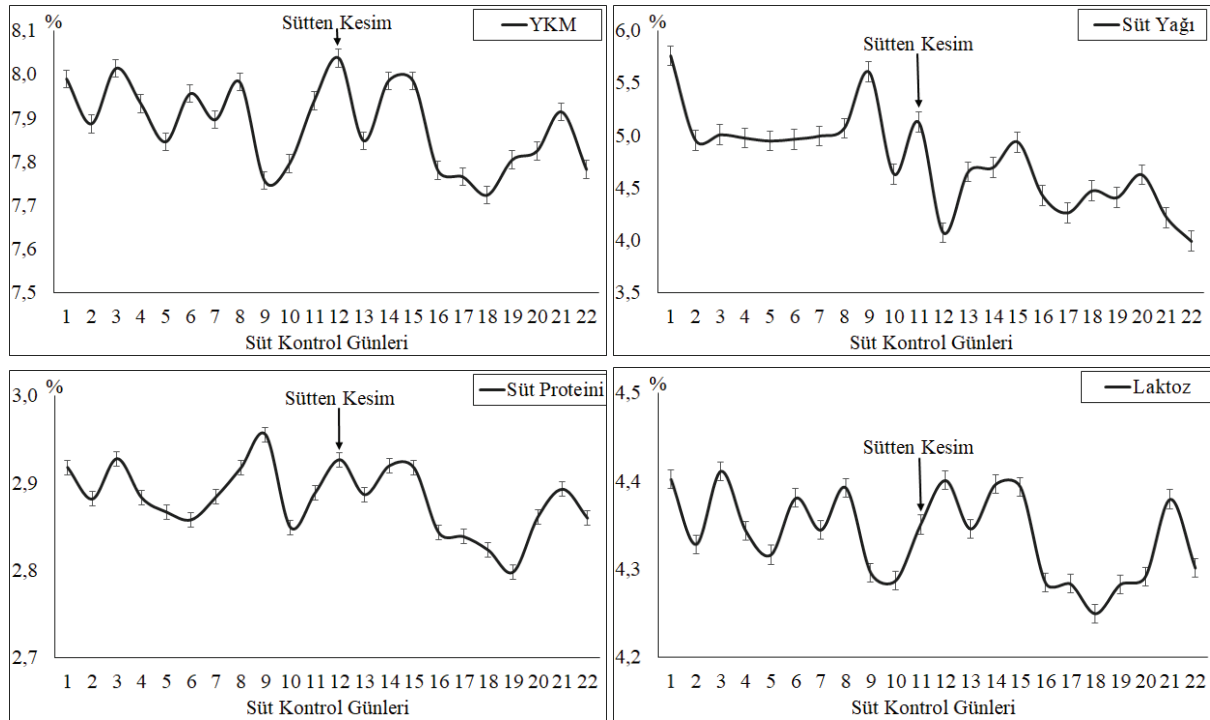 %
YKM
Sütten Kesim
8,1
8,0
7,9
7,8
7,7
7,6
7,5
1 2 3 4 5 6 7 8 9 10 11 12 13 14 15 16 17 18 19 20 21 22
Süt Kontrol Günleri
%
Süt Yağı
Sütten Kesim
6,0
5,5
5,0
4,5
4,0
3,5
1 2 3 4 5 6 7 8 9 10 11 12 13 14 15 16 17 18 19 20 21 22
Süt Kontrol Günleri
%
Süt Proteini
Sütten Kesim
3,0
2,9
2,8
2,7
1 2 3 4 5 6 7 8 9 10 11 12 13 14 15 16 17 18 19 20 21 22
Süt Kontrol Günleri
%
Laktoz
Sütten Kesim
4,5
4,4
4,3
4,2
1 2 3 4 5 6 7 8 9 10 11 12 13 14 15 16 17 18 19 20 21 22
Süt Kontrol Günleri